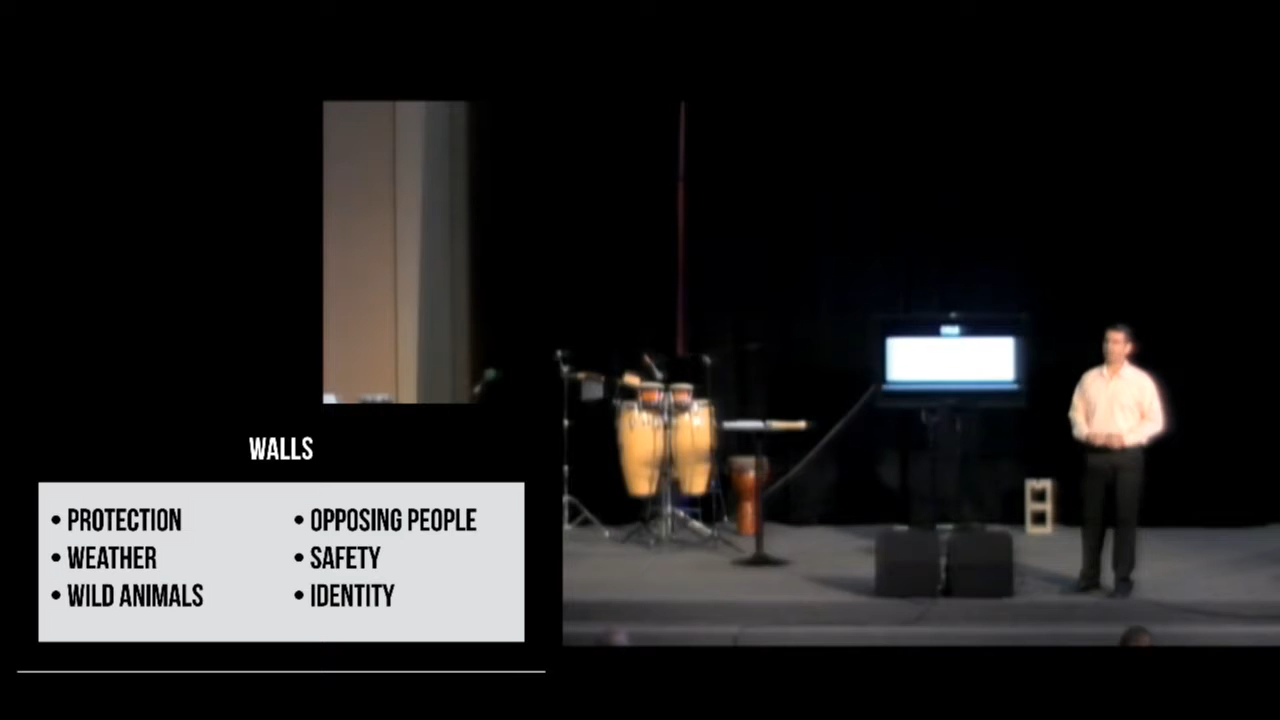 WALLS
• PROTECTION
• WEATHER
• WILD ANIMALS
• OPPOSING PEOPLE
• SAFETY
• IDENTITY